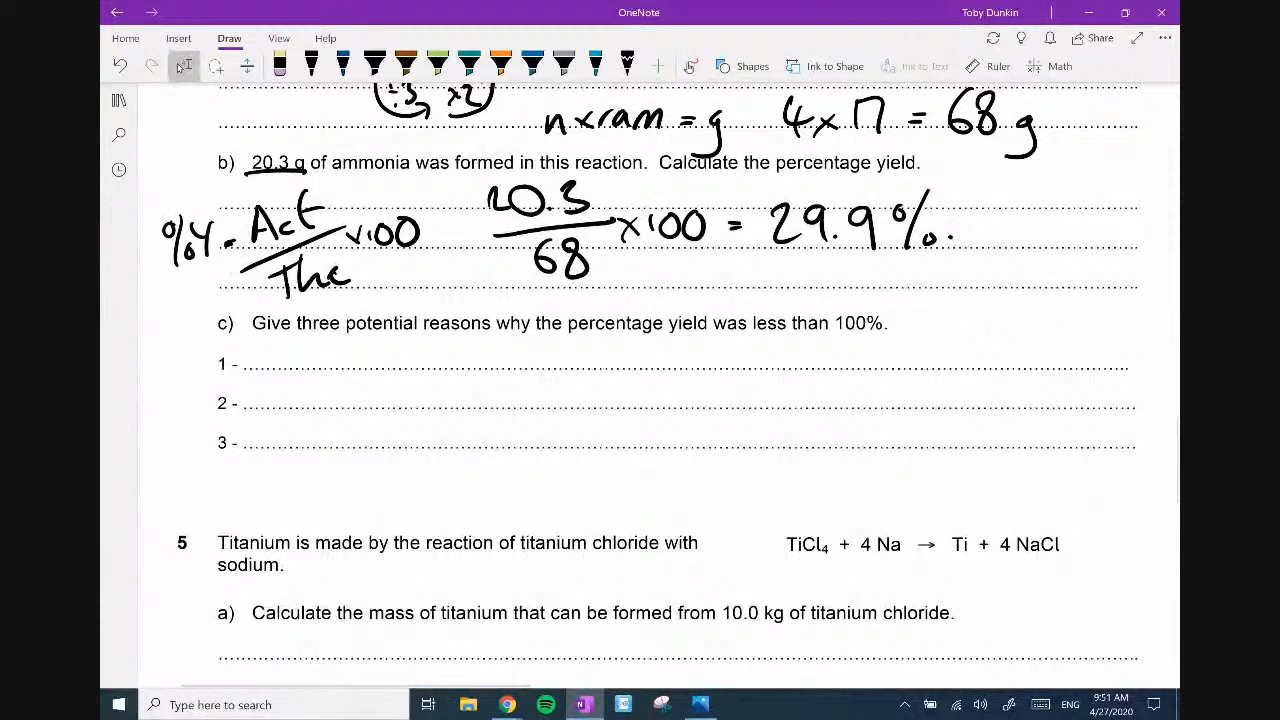 OneNote
Toby Dunkin
Home Insert Draw View Help
Share
Shapes Ink to Shape Ink to Text Ruler Math
÷3 ×2
n × ram = g 4 × 17 = 68 g
b) 20.3 g of ammonia was formed in this reaction. Calculate the percentage yield.
%Y = Act / The ×100 20.3 / 68 × 100 = 29.9%.
c) Give three potential reasons why the percentage yield was less than 100%.
1 -
2 -
3 -
5 Titanium is made by the reaction of titanium chloride with sodium.
TiCl₄ + 4 Na → Ti + 4 NaCl
a) Calculate the mass of titanium that can be formed from 10.0 kg of titanium chloride.
Type here to search
ENG
9:51 AM
4/27/2020